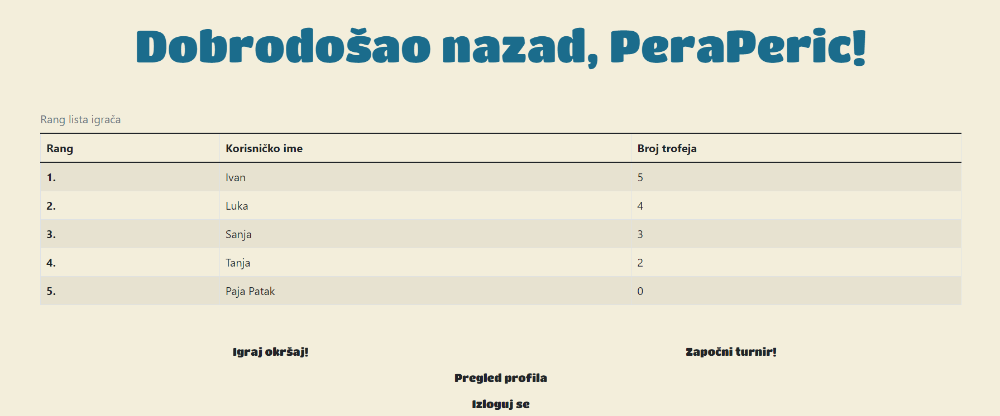 Dobrodošao nazad, PeraPeric!
Rang lista igrača
Rang Korisničko ime Broj trofeja
1. Ivan 5
2. Luka 4
3. Sanja 3
4. Tanja 2
5. Paja Patak 0
Igraj okršaj! Započni turnir!
Pregled profila
Izloguj se